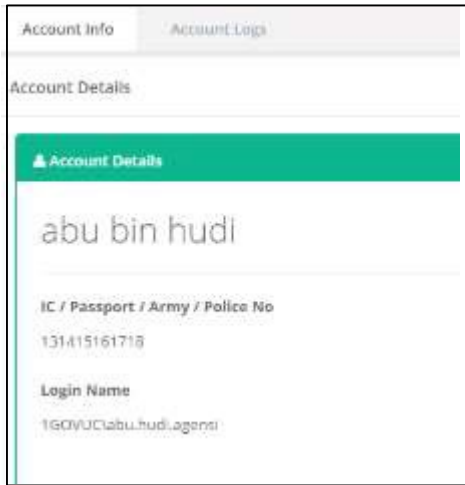 Account Info
Account Logs
Account Details
Account Details
abu bin hudi
IC / Passport / Army / Police No
131415161718
Login Name
1GOVUC\abu.hudi.agensi